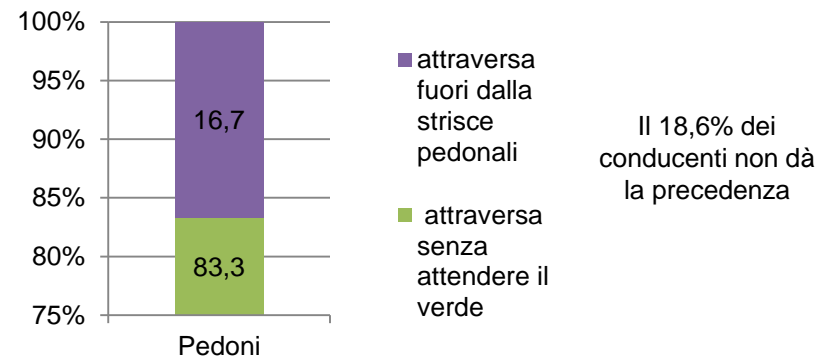 100%
95%
90%
85%
80%
75%
16,7
83,3
Pedoni
attraversa
fuori dalla
strisce
pedonali
attraversa
senza
attendere il
verde
Il 18,6% dei
conducenti non dà
la precedenza